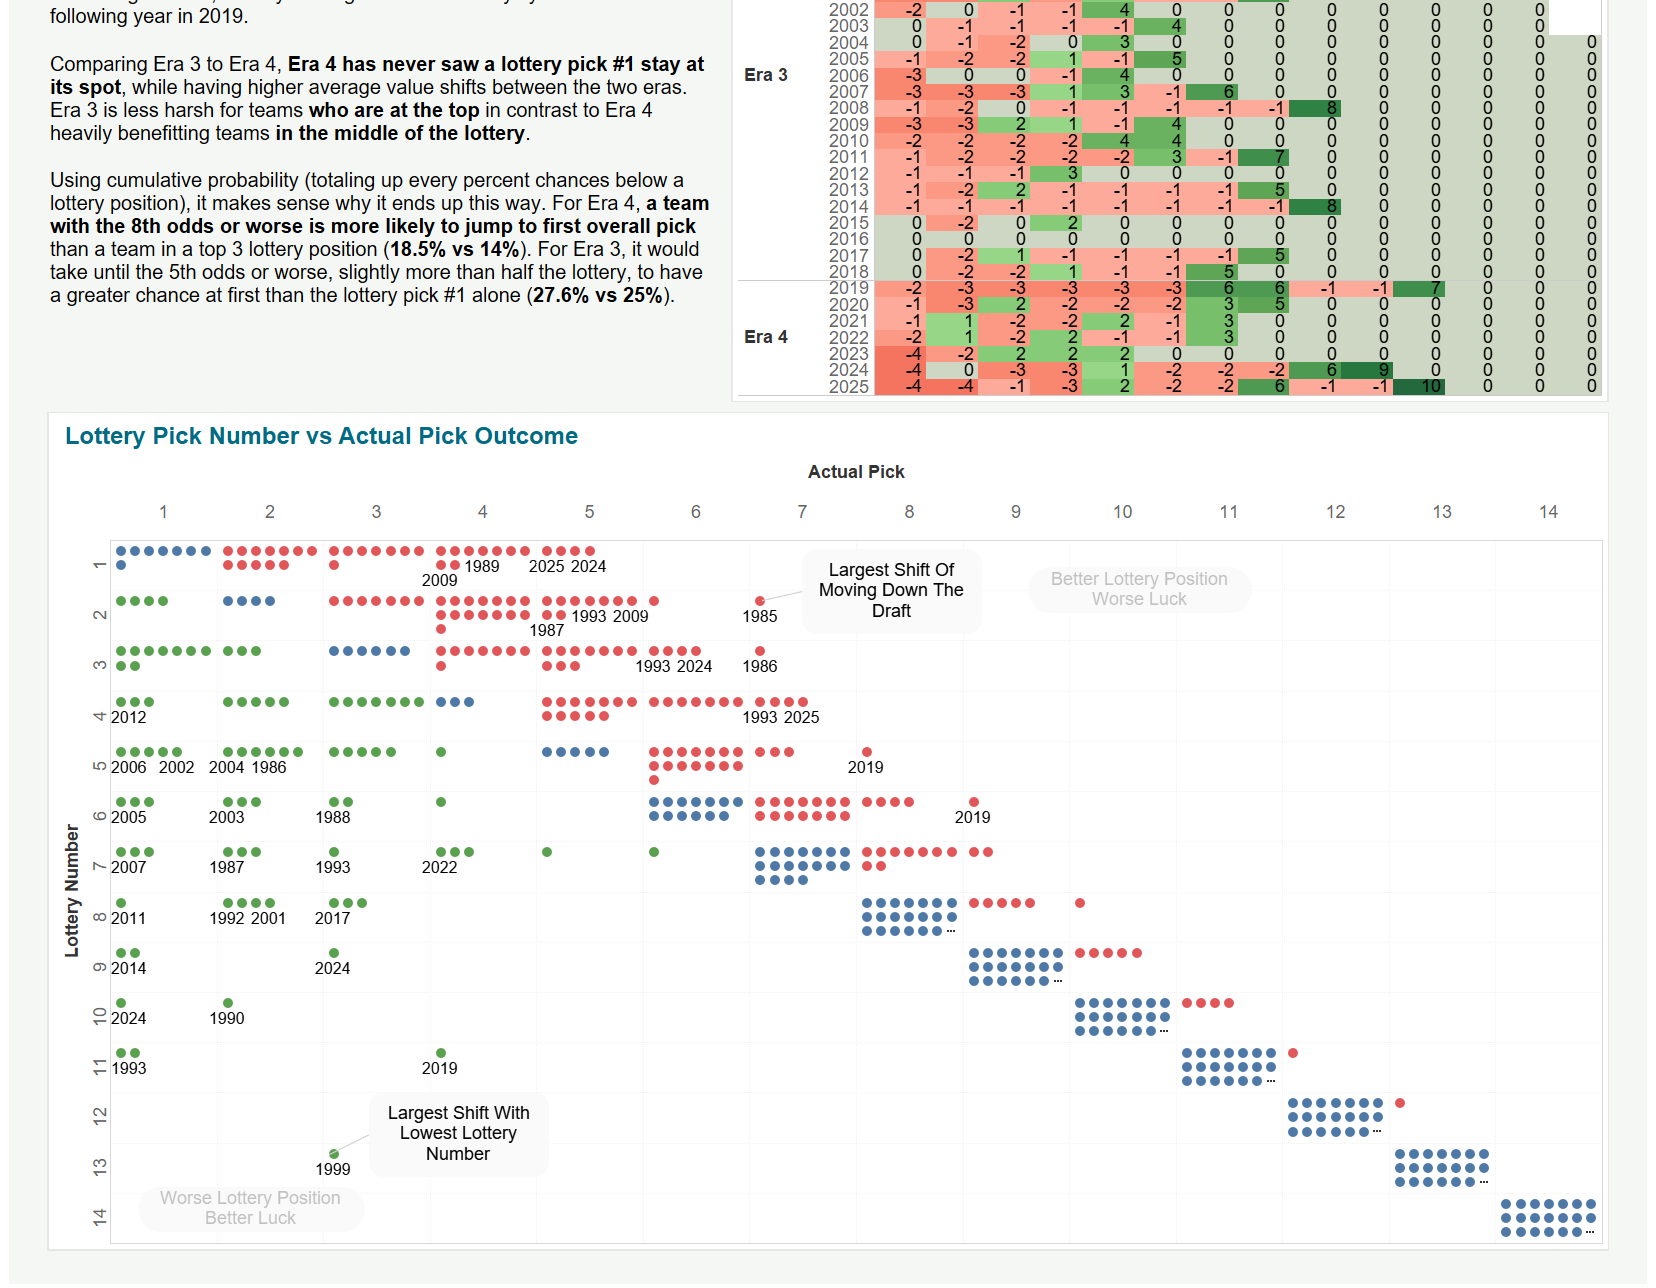 following year in 2019.
Comparing Era 3 to Era 4, Era 4 has never saw a lottery pick #1 stay at
its spot, while having higher average value shifts between the two eras.
Era 3 is less harsh for teams who are at the top in contrast to Era 4
heavily benefitting teams in the middle of the lottery.
Using cumulative probability (totaling up every percent chances below a
lottery position), it makes sense why it ends up this way. For Era 4, a team
with the 8th odds or worse is more likely to jump to first overall pick
than a team in a top 3 lottery position (18.5% vs 14%). For Era 3, it would
take until the 5th odds or worse, slightly more than half the lottery, to have
a greater chance at first than the lottery pick #1 alone (27.6% vs 25%).
2002 -2 0 -1 -1 4 0 0 0 0 0 0 0 0
2003 0 -1 -1 -1 -1 4 0 0 0 0 0 0 0
2004 0 -1 -2 0 3 0 0 0 0 0 0 0 0 0
2005 -1 -2 -2 1 -1 5 0 0 0 0 0 0 0 0
Era 3 2006 -3 0 0 -1 4 0 0 0 0 0 0 0 0 0
2007 -3 -3 -3 1 3 -1 6 0 0 0 0 0 0 0
2008 -1 -2 0 -1 -1 -1 -1 -1 8 0 0 0 0 0
2009 -3 -3 2 1 -1 4 0 0 0 0 0 0 0 0
2010 -2 -2 -2 -2 4 4 0 0 0 0 0 0 0 0
2011 -1 -2 -2 -2 -2 3 -1 7 0 0 0 0 0 0
2012 -1 -1 -1 3 0 0 0 0 0 0 0 0 0 0
2013 -1 -2 2 -1 -1 -1 -1 5 0 0 0 0 0 0
2014 -1 -1 -1 -1 -1 -1 -1 -1 8 0 0 0 0 0
2015 0 -2 0 2 0 0 0 0 0 0 0 0 0 0
2016 0 0 0 0 0 0 0 0 0 0 0 0 0 0
2017 0 -2 1 -1 -1 -1 -1 5 0 0 0 0 0 0
2018 0 -2 -2 1 -1 -1 5 0 0 0 0 0 0 0
2019 -2 -3 -3 -3 -3 -3 6 6 -1 -1 7 0 0 0
2020 -1 -3 2 -2 -2 -2 3 5 0 0 0 0 0 0
2021 -1 1 -2 -2 2 -1 3 0 0 0 0 0 0 0
Era 4 2022 -2 1 -2 2 -1 -1 3 0 0 0 0 0 0 0
2023 -4 -2 2 2 2 0 0 0 0 0 0 0 0 0
2024 -4 0 -3 -3 1 -2 -2 -2 6 9 0 0 0 0
2025 -4 -4 -1 -3 2 -2 -2 6 -1 -1 10 0 0 0
Lottery Pick Number vs Actual Pick Outcome
Actual Pick
1 2 3 4 5 6 7 8 9 10 11 12 13 14
Lottery Number
1
2009 1989 2025 2024
Largest Shift Of
Moving Down The
Draft
Better Lottery Position
Worse Luck
2
1987 1993 2009 1985
3
1993 2024 1986
4
2012 1993 2025
5
2006 2002 2004 1986 2019
6
2005 2003 1988 2019
7
2007 1987 1993 2022
8
2011 1992 2001 2017 ...
9
2014 2024 ...
10
2024 1990 ...
11
1993 2019 ...
12
...
Largest Shift With
Lowest Lottery
Number
13
1999 ...
Worse Lottery Position
Better Luck
14
...